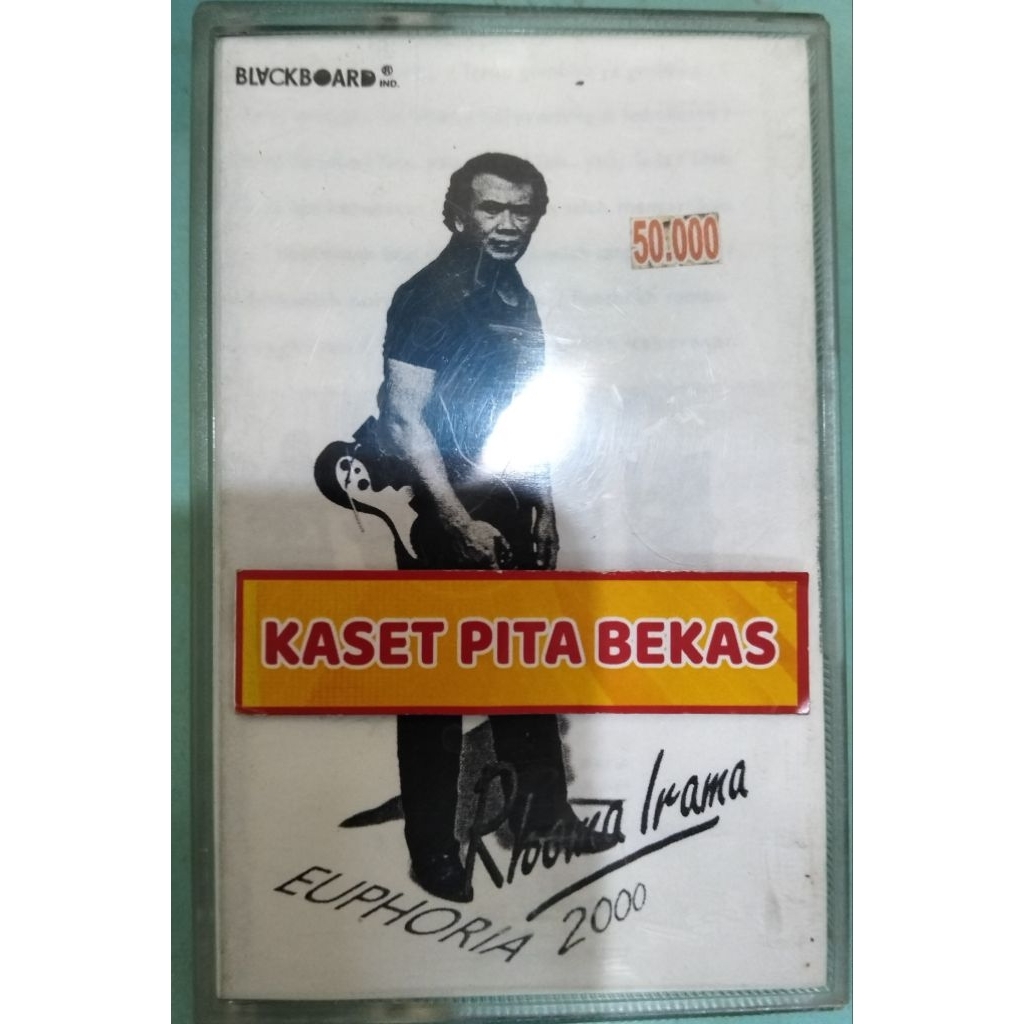 BLACKBOARD ® IND.
50.000
KASET PITA BEKAS
Rhoma Irama
EUPHORIA 2000